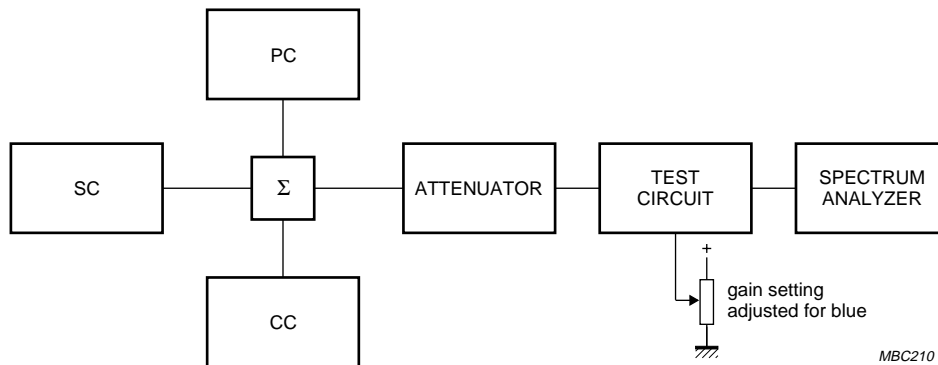 PC
SC
Σ
ATTENUATOR
TEST
CIRCUIT
SPECTRUM
ANALYZER
CC
+
gain setting
adjusted for blue
MBC210